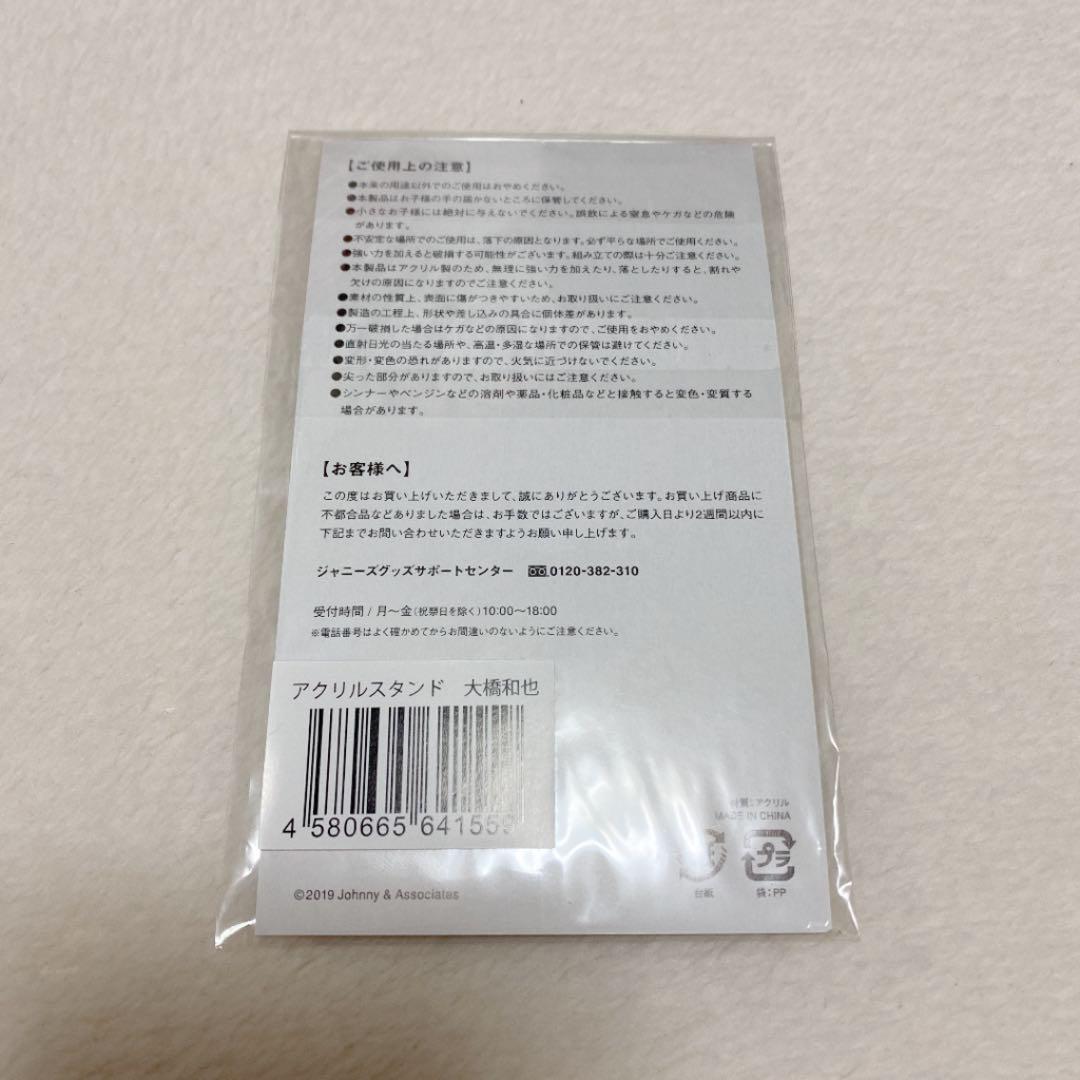 【ご使用上の注意】
●本来の用途以外でのご使用はおやめください。
●本製品はお子様の手の届かないところに保管してください。
●小さなお子様には絶対に与えないでください。誤飲による窒息やケガなどの危険
があります。
●不安定な場所でのご使用は、落下の原因となります。必ず平らな場所でご使用ください。
●強い力を加えると破損する可能性がございます。組み立ての際は十分ご注意ください。
●本製品はアクリル製のため、無理に強い力を加えたり、落としたりすると、割れや
欠けの原因になりますのでご注意ください。
●素材の性質上、表面に傷がつきやすいため、お取り扱いにご注意ください。
●製造の工程上、形状や差し込みの具合に個体差があります。
●万一破損した場合はケガなどの原因になりますので、ご使用をおやめください。
●直射日光の当たる場所や、高温・多湿な場所での保管は避けてください。
●変形・変色の恐れがありますので、火気に近づけないでください。
●尖った部分がありますので、お取り扱いにはご注意ください。
●シンナーやベンジンなどの溶剤や薬品・化粧品などと接触すると変色・変質する
場合があります。
【お客様へ】
この度はお買い上げいただきまして、誠にありがとうございます。お買い上げ商品に
不都合品などありました場合は、お手数ではございますが、ご購入日より2週間以内に
下記までお問い合わせいただきますようお願い申し上げます。
ジャニーズグッズサポートセンター 0120-382-310
受付時間 / 月〜金(祝祭日を除く)10:00〜18:00
※電話番号はよく確かめてからお間違いのないようにご注意ください。
アクリルスタンド 大橋和也
4 580665 641559
材質:アクリル
MADE IN CHINA
プラ
台紙 袋:PP
©2019 Johnny & Associates